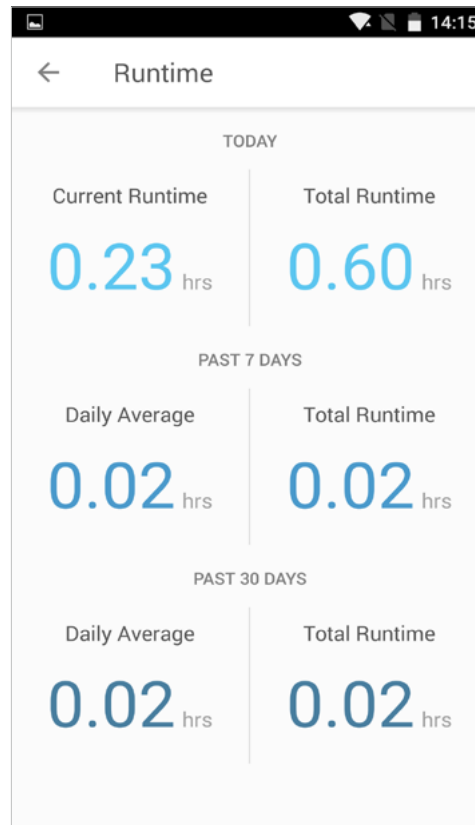 14:15
Runtime
TODAY
Current Runtime
Total Runtime
0.23 hrs
0.60 hrs
PAST 7 DAYS
Daily Average
Total Runtime
0.02 hrs
0.02 hrs
PAST 30 DAYS
Daily Average
Total Runtime
0.02 hrs
0.02 hrs